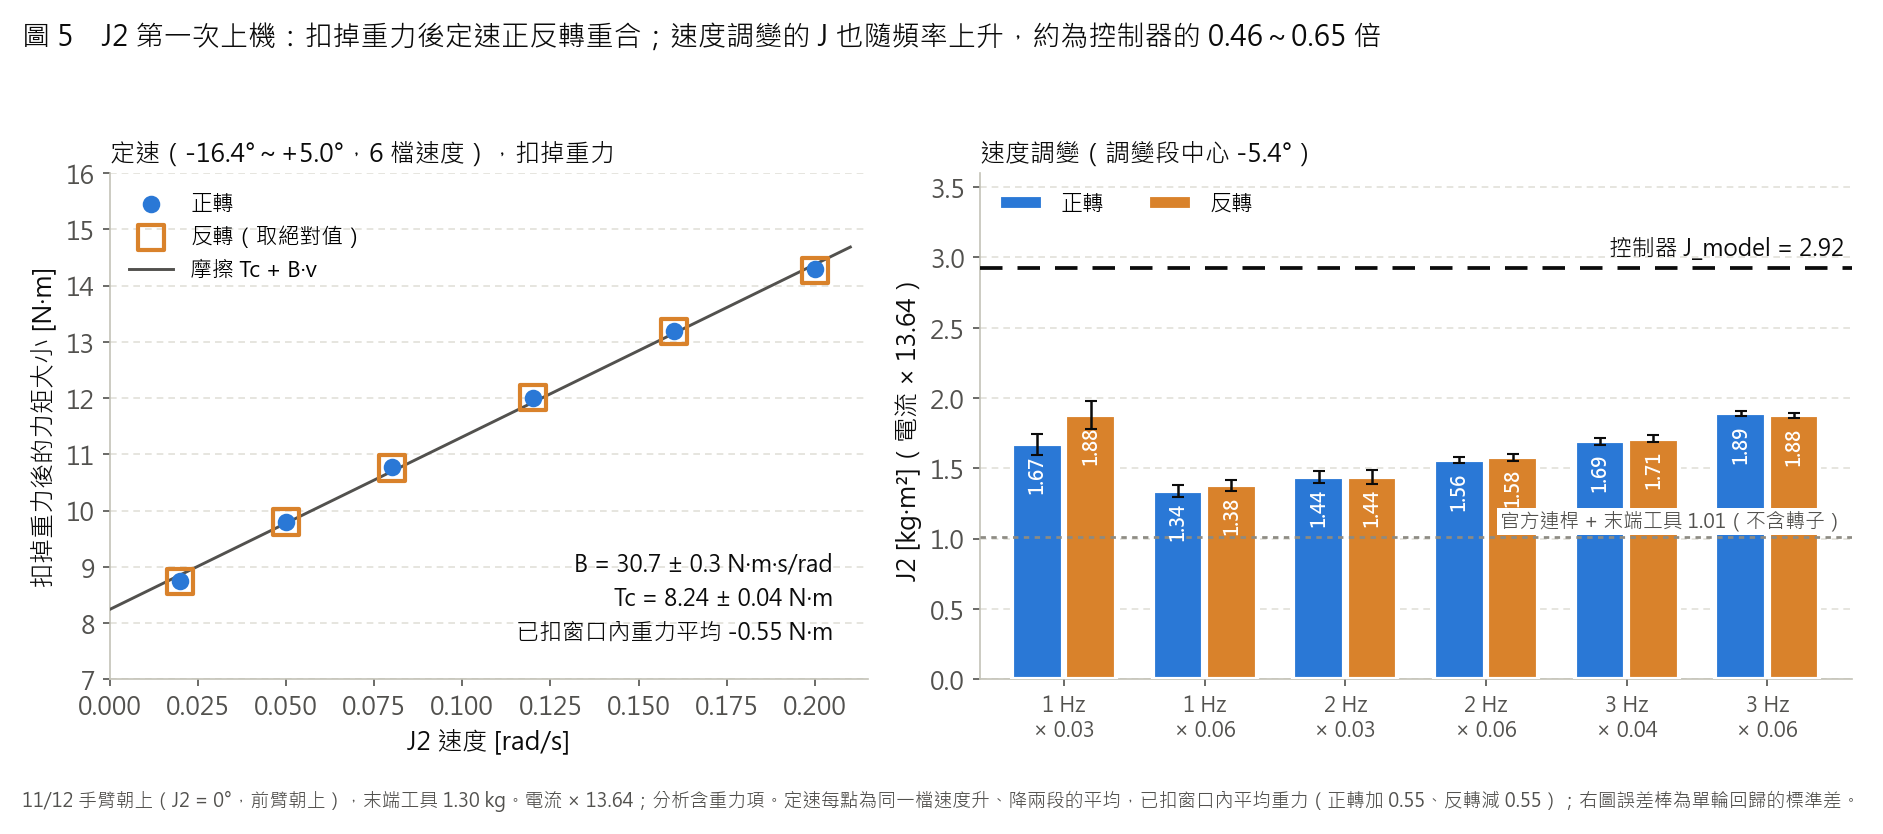 圖 5　J2 第一次上機：扣掉重力後定速正反轉重合；速度調變的 J 也隨頻率上升，約為控制器的 0.46～0.65 倍
定速（-16.4°～+5.0°，6 檔速度），扣掉重力
16
15
14
13
12
11
10
9
8
7
扣掉重力後的力矩大小 [N·m]
正轉
反轉（取絕對值）
摩擦 Tc + B·v
B = 30.7 ± 0.3 N·m·s/rad
Tc = 8.24 ± 0.04 N·m
已扣窗口內重力平均 -0.55 N·m
0.000 0.025 0.050 0.075 0.100 0.125 0.150 0.175 0.200
J2 速度 [rad/s]
速度調變（調變段中心 -5.4°）
3.5
3.0
2.5
2.0
1.5
1.0
0.5
0.0
J2 [kg·m²]（電流 × 13.64）
正轉
反轉
控制器 J_model = 2.92
1.67 1.88 1.34 1.38 1.44 1.44 1.56 1.58 1.69 1.71 1.89 1.88
官方連桿 + 末端工具 1.01（不含轉子）
1 Hz 1 Hz 2 Hz 2 Hz 3 Hz 3 Hz
× 0.03 × 0.06 × 0.03 × 0.06 × 0.04 × 0.06
11/12 手臂朝上（J2 = 0°，前臂朝上），末端工具 1.30 kg。電流 × 13.64；分析含重力項。定速每點為同一檔速度升、降兩段的平均，已扣窗口內平均重力（正轉加 0.55、反轉減 0.55）；右圖誤差棒為單輪回歸的標準差。